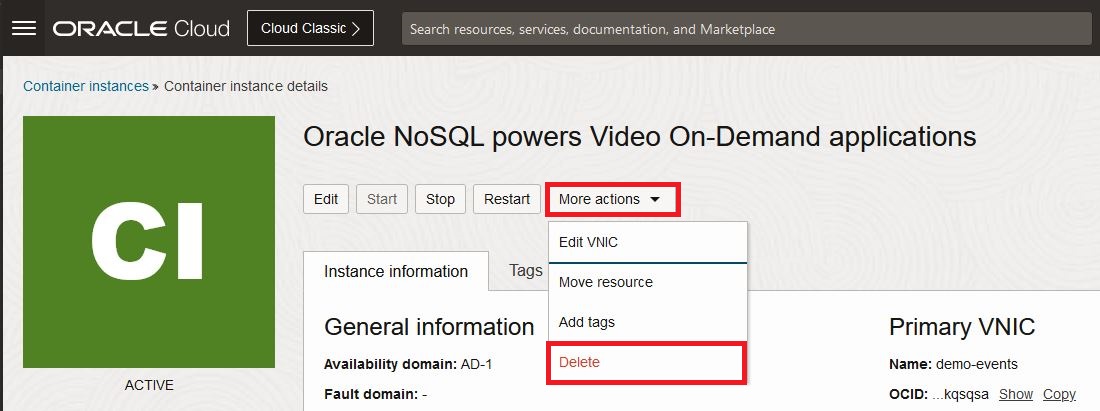 ORACLE Cloud
Cloud Classic
Search resources, services, documentation, and Marketplace
Container instances » Container instance details
CI
ACTIVE
Oracle NoSQL powers Video On-Demand applications
Edit Start Stop Restart More actions
Edit VNIC
Move resource
Add tags
Delete
Instance information Tags
General information
Availability domain: AD-1
Fault domain: -
Primary VNIC
Name: demo-events
OCID: ...kqsqsa Show Copy